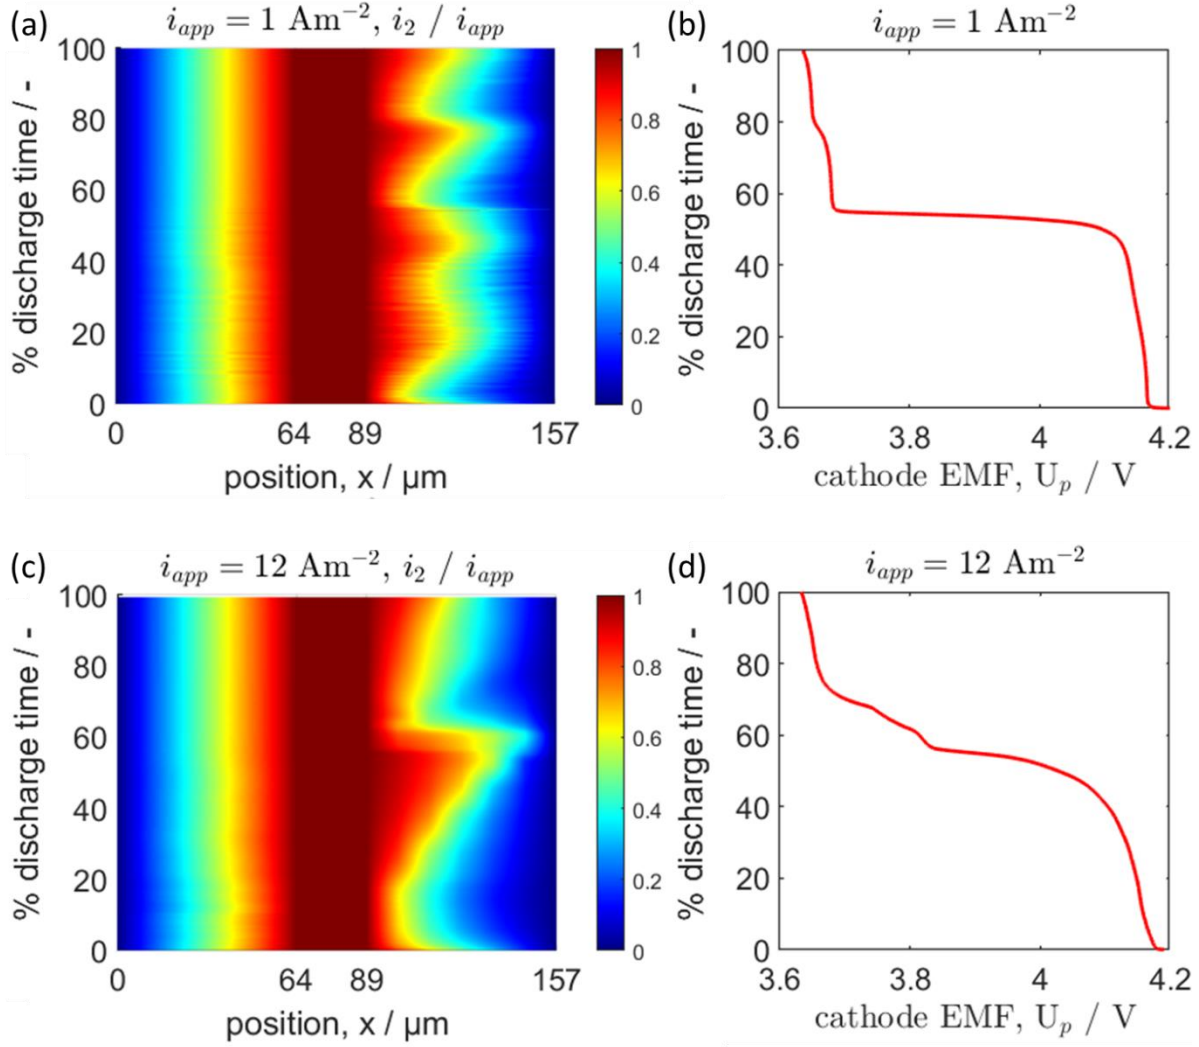 (a) i_app = 1 Am⁻², i₂ / i_app
% discharge time / -
100
80
60
40
20
0
0 64 89 157
position, x / µm
1
0.8
0.6
0.4
0.2
0
(b) i_app = 1 Am⁻²
% discharge time / -
100
80
60
40
20
0
3.6 3.8 4 4.2
cathode EMF, Uₚ / V
(c) i_app = 12 Am⁻², i₂ / i_app
% discharge time / -
100
80
60
40
20
0
0 64 89 157
position, x / µm
1
0.8
0.6
0.4
0.2
0
(d) i_app = 12 Am⁻²
% discharge time / -
100
80
60
40
20
0
3.6 3.8 4 4.2
cathode EMF, Uₚ / V